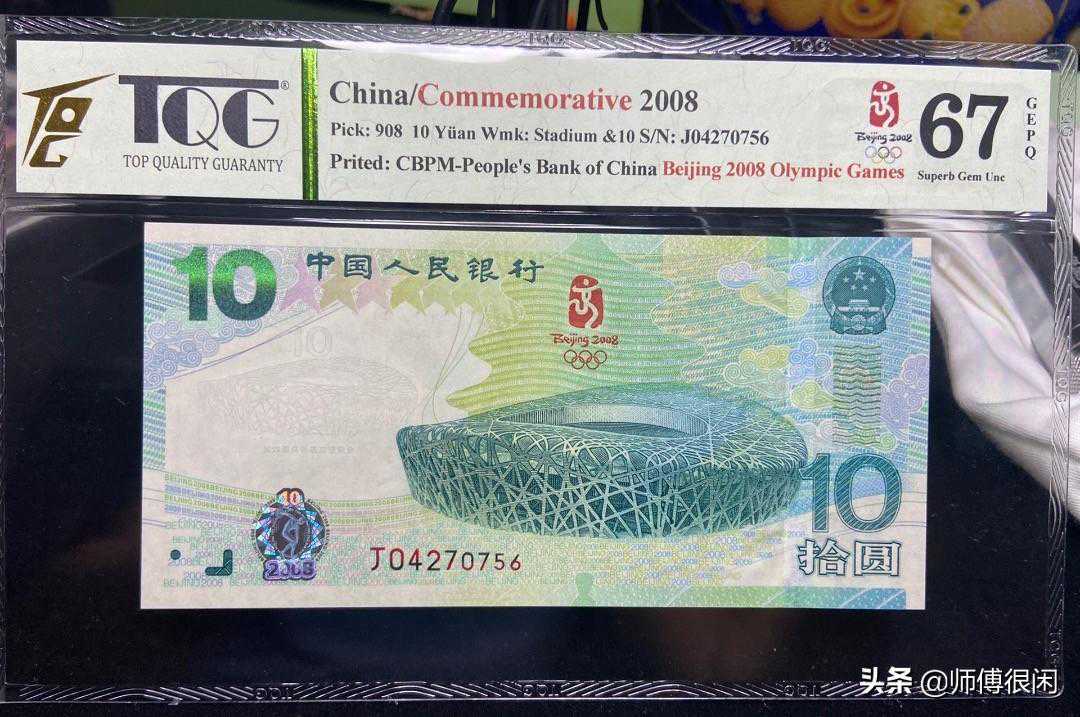 TQG®
TOP QUALITY GUARANTY
China/Commemorative 2008
Pick: 908 10 Yüan Wmk: Stadium &10 S/N: J04270756
Prited: CBPM-People's Bank of China Beijing 2008 Olympic Games
Beijing 2008
67
GEPQ
Superb Gem Unc
10
中国人民银行
Beijing 2008
10
拾圆
10
2008
J04270756
头条 @师傅很闲